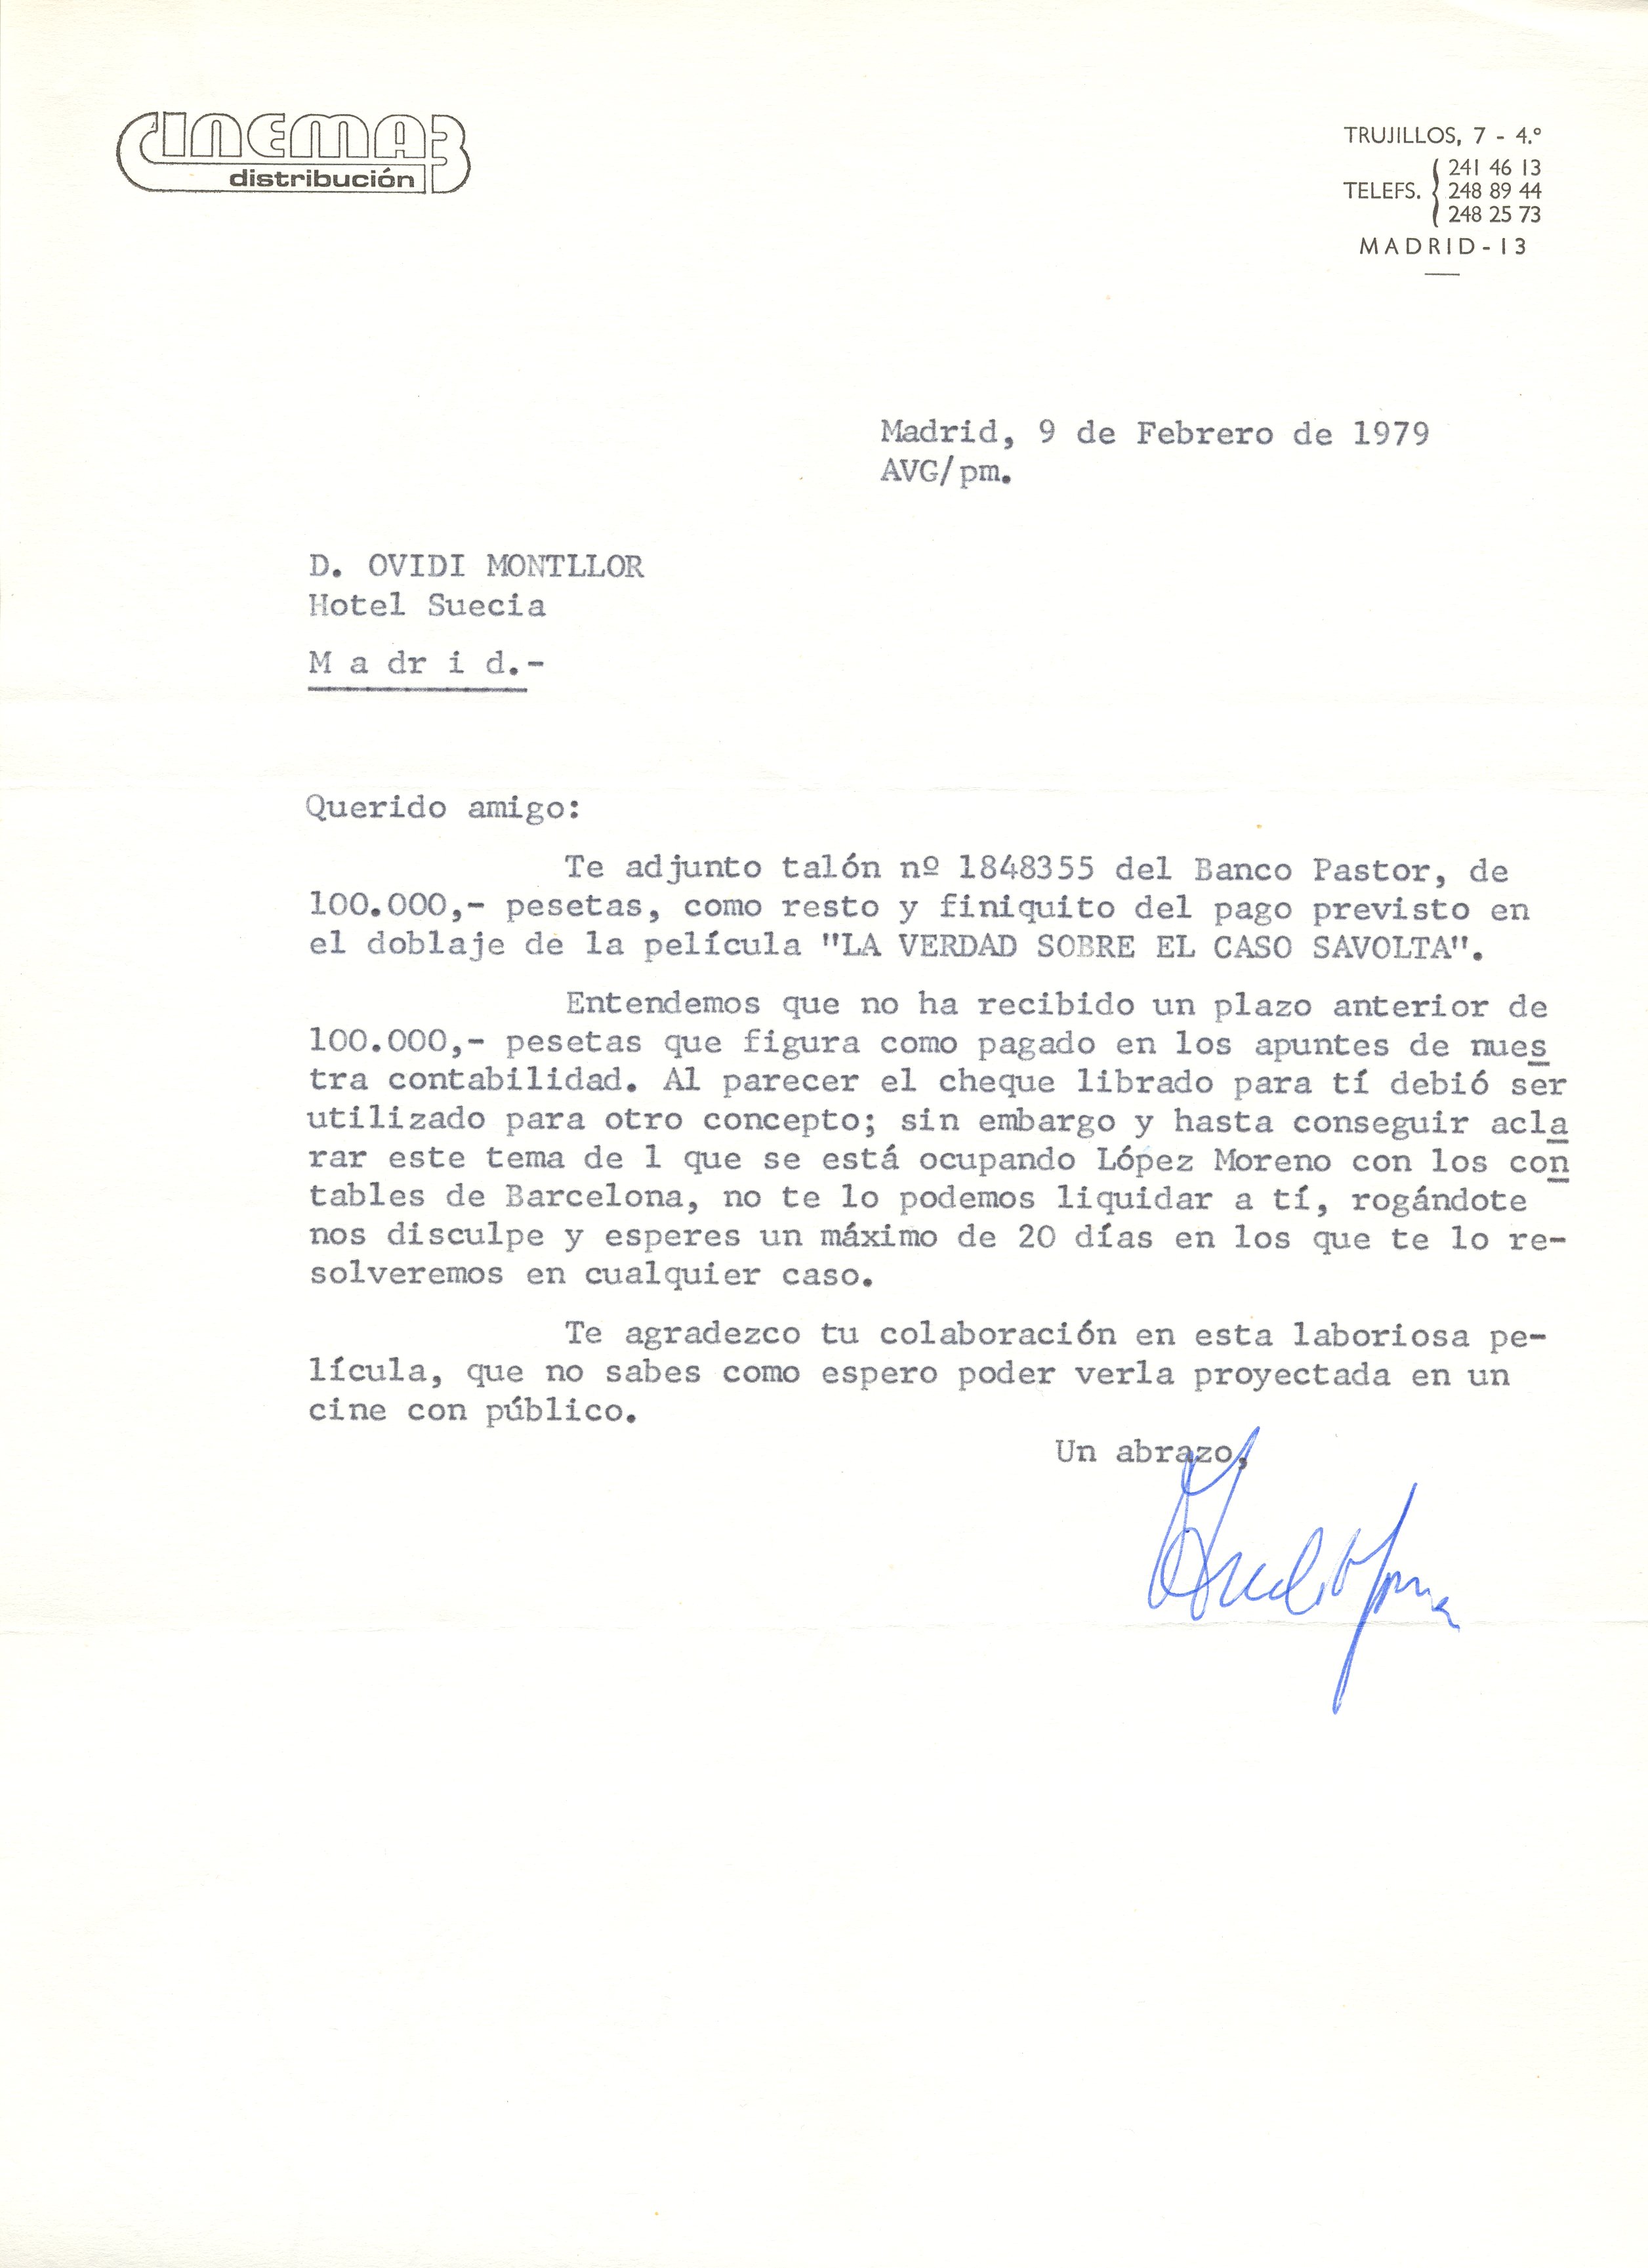 CINEMA 3
distribución
TRUJILLOS, 7 - 4.º
TELEFS. 241 46 13
248 89 44
248 25 73
MADRID-13
Madrid, 9 de Febrero de 1979
AVG/pm.
D. OVIDI MONTLLOR
Hotel Suecia
M a dr i d.-
Querido amigo:
Te adjunto talón nº 1848355 del Banco Pastor, de
100.000,- pesetas, como resto y finiquito del pago previsto en
el doblaje de la película "LA VERDAD SOBRE EL CASO SAVOLTA".
Entendemos que no ha recibido un plazo anterior de
100.000,- pesetas que figura como pagado en los apuntes de nues
tra contabilidad. Al parecer el cheque librado para tí debió ser
utilizado para otro concepto; sin embargo y hasta conseguir acla
rar este tema de l que se está ocupando López Moreno con los con
tables de Barcelona, no te lo podemos liquidar a tí, rogándote
nos disculpe y esperes un máximo de 20 días en los que te lo re-
solveremos en cualquier caso.
Te agradezco tu colaboración en esta laboriosa pe-
lícula, que no sabes como espero poder verla proyectada en un
cine con público.
Un abrazo,